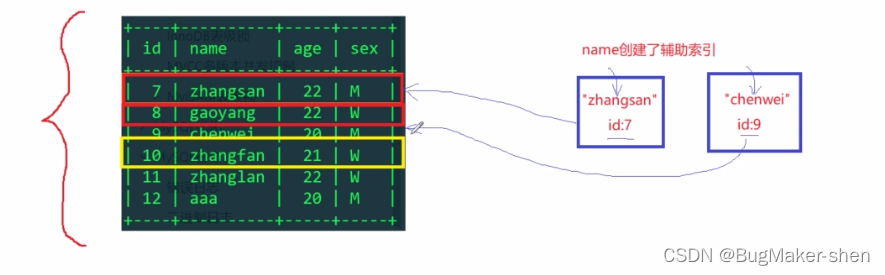 name创建了辅助索引
+----+----------+-----+-----+
| id | name | age | sex |
+----+----------+-----+-----+
| 7 | zhangsan | 22 | M |
| 8 | gaoyang | 22 | W |
| 9 | chenwei | 20 | M |
| 10 | zhangfan | 21 | W |
| 11 | zhanglan | 22 | W |
| 12 | aaa | 20 | M |
+----+----------+-----+-----+
"zhangsan"
id:7
"chenwei"
id:9
CSDN @BugMaker-shen